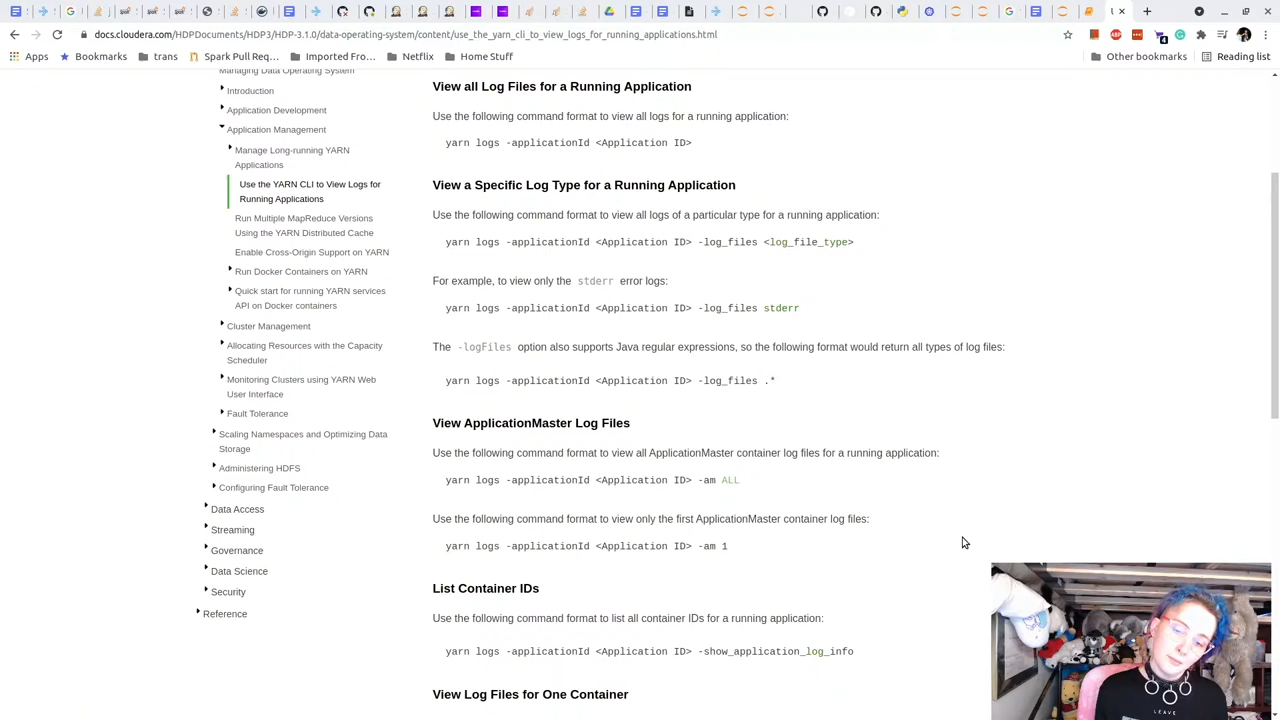 docs.cloudera.com/HDPDocuments/HDP3/HDP-3.1.0/data-operating-system/content/use_the_yarn_cli_to_view_logs_for_running_applications.html
4
Apps
Bookmarks
trans
Spark Pull Req...
Imported Fro...
Netflix
Home Stuff
Other bookmarks
Reading list
Managing Data Operating System
Introduction
Application Development
Application Management
Manage Long-running YARN
Applications
Use the YARN CLI to View Logs for
Running Applications
Run Multiple MapReduce Versions
Using the YARN Distributed Cache
Enable Cross-Origin Support on YARN
Run Docker Containers on YARN
Quick start for running YARN services
API on Docker containers
Cluster Management
Allocating Resources with the Capacity
Scheduler
Monitoring Clusters using YARN Web
User Interface
Fault Tolerance
Scaling Namespaces and Optimizing Data
Storage
Administering HDFS
Configuring Fault Tolerance
Data Access
Streaming
Governance
Data Science
Security
Reference
View all Log Files for a Running Application
Use the following command format to view all logs for a running application:
yarn logs -applicationId <Application ID>
View a Specific Log Type for a Running Application
Use the following command format to view all logs of a particular type for a running application:
yarn logs -applicationId <Application ID> -log_files <log_file_type>
For example, to view only the stderr error logs:
yarn logs -applicationId <Application ID> -log_files stderr
The -logFiles option also supports Java regular expressions, so the following format would return all types of log files:
yarn logs -applicationId <Application ID> -log_files .*
View ApplicationMaster Log Files
Use the following command format to view all ApplicationMaster container log files for a running application:
yarn logs -applicationId <Application ID> -am ALL
Use the following command format to view only the first ApplicationMaster container log files:
yarn logs -applicationId <Application ID> -am 1
List Container IDs
Use the following command format to list all container IDs for a running application:
yarn logs -applicationId <Application ID> -show_application_log_info
View Log Files for One Container
LEAVE